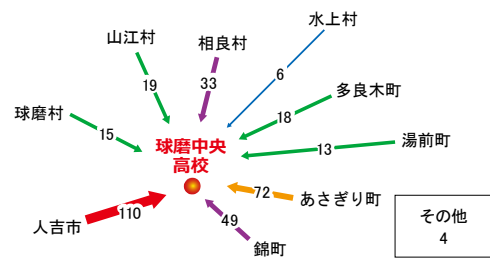 水上村
山江村
相良村
6
19
33
多良木町
18
球磨村
15
湯前町
13
球磨中央
高校
72
あさぎり町
110
人吉市
49
錦町
その他
4